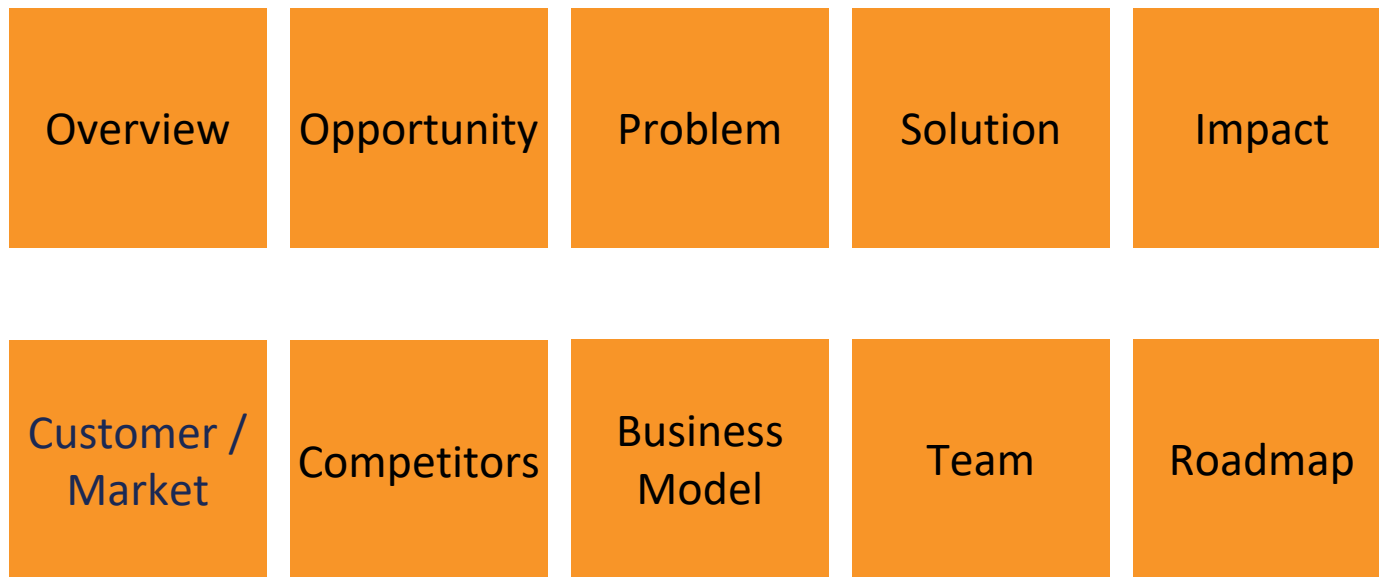 Overview
Opportunity
Problem
Solution
Impact
Customer /
Market
Competitors
Business
Model
Team
Roadmap